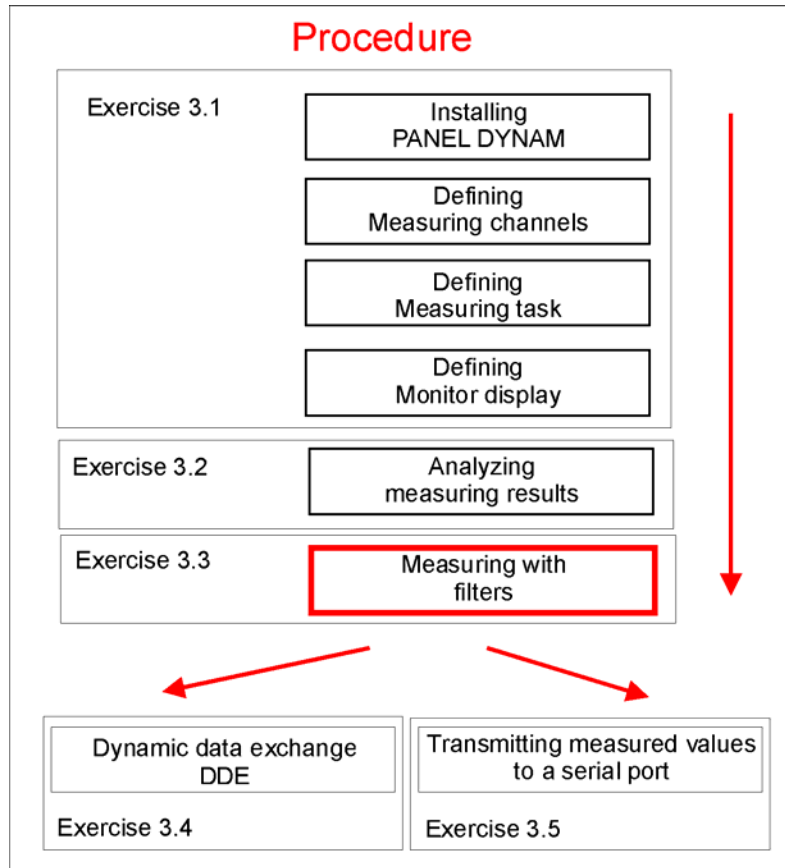 Procedure
Exercise 3.1
Installing
PANEL DYNAM
Defining
Measuring channels
Defining
Measuring task
Defining
Monitor display
Exercise 3.2
Analyzing
measuring results
Exercise 3.3
Measuring with
filters
Dynamic data exchange
DDE
Exercise 3.4
Transmitting measured values
to a serial port
Exercise 3.5